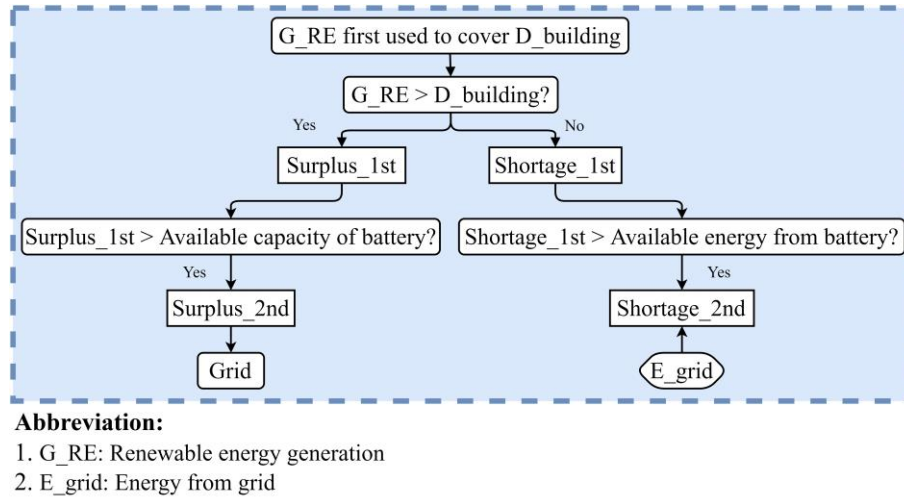 G_RE first used to cover D_building
G_RE > D_building?
Yes
No
Surplus_1st
Shortage_1st
Surplus_1st > Available capacity of battery?
Shortage_1st > Available energy from battery?
Yes
Yes
Surplus_2nd
Shortage_2nd
Grid
E_grid
Abbreviation:
1. G_RE: Renewable energy generation
2. E_grid: Energy from grid